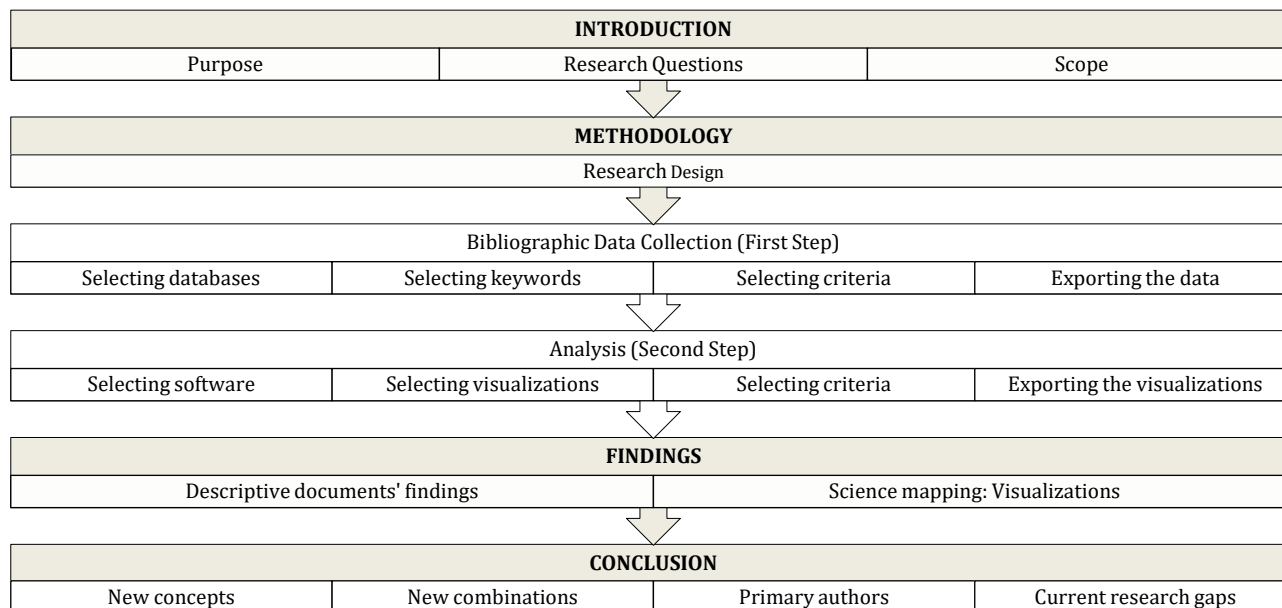 INTRODUCTION
Purpose
Research Questions
Scope
METHODOLOGY
Research Design
Bibliographic Data Collection (First Step)
Selecting databases
Selecting keywords
Selecting criteria
Exporting the data
Analysis (Second Step)
Selecting software
Selecting visualizations
Selecting criteria
Exporting the visualizations
FINDINGS
Descriptive documents' findings
Science mapping: Visualizations
CONCLUSION
New concepts
New combinations
Primary authors
Current research gaps